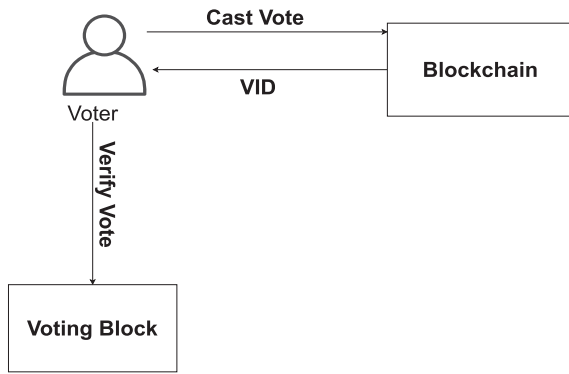 Cast Vote
Blockchain
VID
Voter
Verify Vote
Voting Block